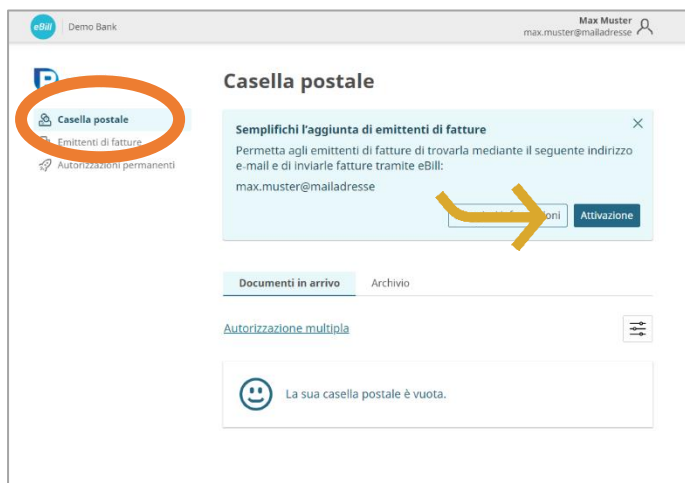 eBill Demo Bank
Max Muster
max.muster@mailadresse
Casella postale
Casella postale
Emittenti di fatture
Autorizzazioni permanenti
Semplifichi l'aggiunta di emittenti di fatture
Permetta agli emittenti di fatture di trovarla mediante il seguente indirizzo
e-mail e di inviarle fatture tramite eBill:
max.muster@mailadresse
Attivazione
Documenti in arrivo Archivio
Autorizzazione multipla
La sua casella postale è vuota.